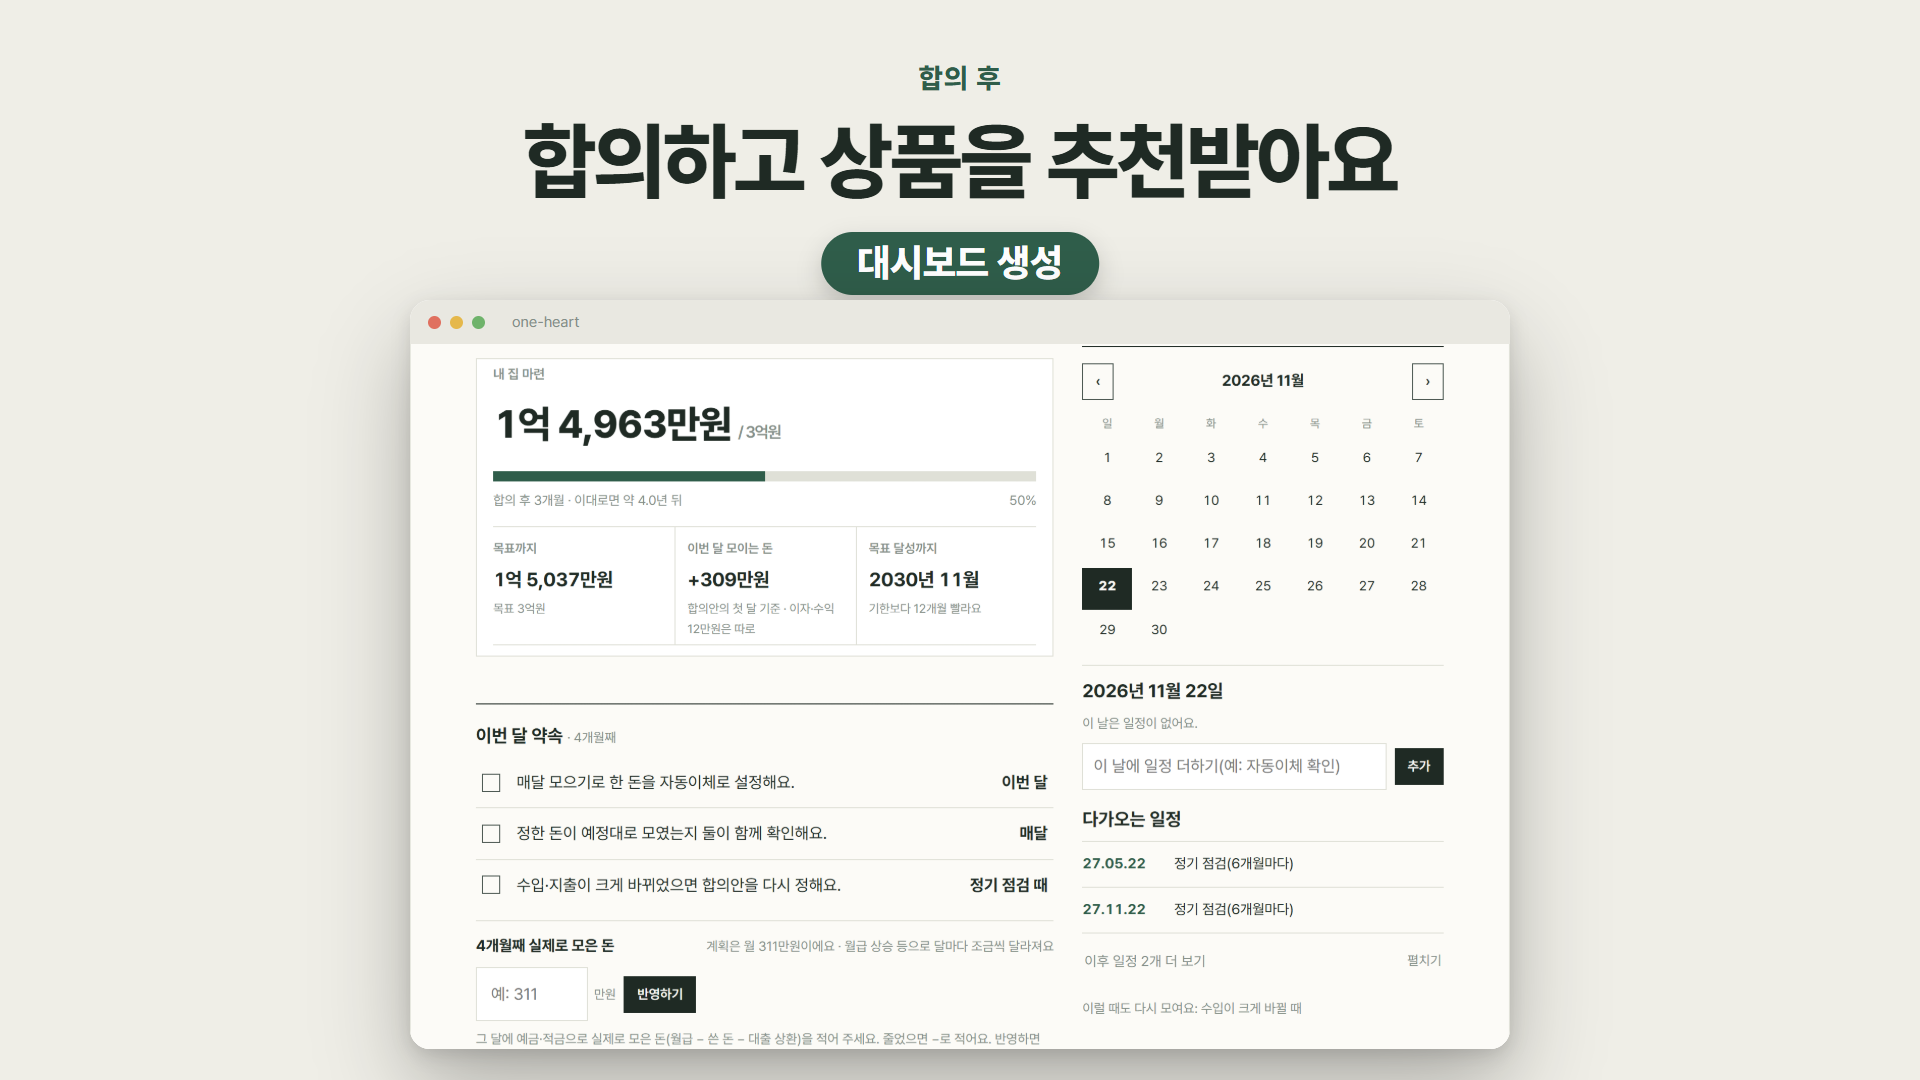 합의 후
합의하고 상품을 추천받아요
대시보드 생성
one-heart
내 집 마련
1억 4,963만원 / 3억원
합의 후 3개월 · 이대로면 약 4.0년 뒤 50%
목표까지
1억 5,037만원
목표 3억원
이번 달 모이는 돈
+309만원
합의안의 첫 달 기준 · 이자·수익
12만원은 따로
목표 달성까지
2030년 11월
기한보다 12개월 빨라요
이번 달 약속 · 4개월째
매달 모으기로 한 돈을 자동이체로 설정해요. 이번 달
정한 돈이 예정대로 모였는지 둘이 함께 확인해요. 매달
수입·지출이 크게 바뀌었으면 합의안을 다시 정해요. 정기 점검 때
4개월째 실제로 모은 돈 계획은 월 311만원이에요 · 월급 상승 등으로 달마다 조금씩 달라져요
예: 311 만원 반영하기
그 달에 예금·적금으로 실제로 모은 돈(월급 − 쓴 돈 − 대출 상환)을 적어 주세요. 줄었으면 −로 적어요. 반영하면
‹ 2026년 11월 ›
일 월 화 수 목 금 토
1 2 3 4 5 6 7
8 9 10 11 12 13 14
15 16 17 18 19 20 21
22 23 24 25 26 27 28
29 30
2026년 11월 22일
이 날은 일정이 없어요.
이 날에 일정 더하기(예: 자동이체 확인) 추가
다가오는 일정
27.05.22 정기 점검(6개월마다)
27.11.22 정기 점검(6개월마다)
이후 일정 2개 더 보기 펼치기
이럴 때도 다시 모여요: 수입이 크게 바뀔 때